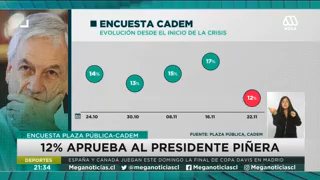 ENCUESTA CADEM
EVOLUCIÓN DESDE EL INICIO DE LA CRISIS
14%
13%
15%
17%
12%
24.10 30.10 08.11 16.11 22.11
FUENTE: PLAZA PÚBLICA, CADEM
ENCUESTA PLAZA PÚBLICA-CADEM
12% APRUEBA AL PRESIDENTE PIÑERA
DEPORTES ESPAÑA Y CANADÁ JUEGAN ESTE DOMINGO LA FINAL DE COPA DAVIS EN MADRID
21:34 Meganoticiascl Meganoticiascl Meganoticiascl meganoticias.cl